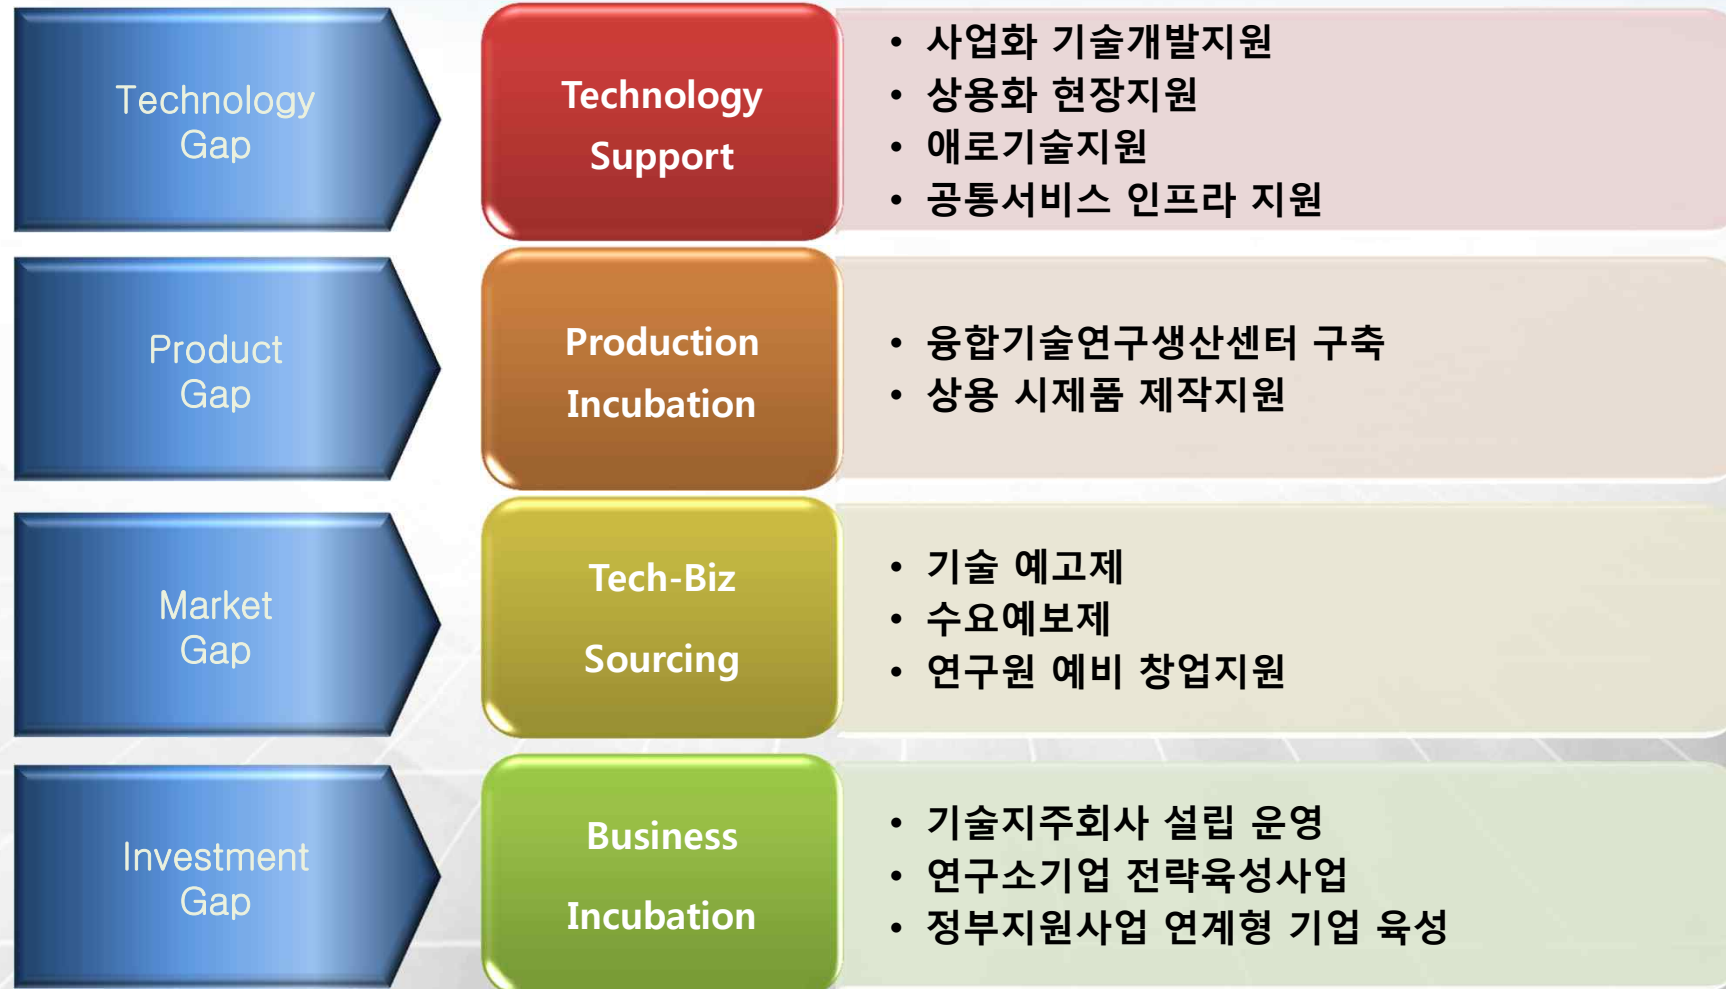 Technology
Gap
Technology
Support
• 사업화 기술개발지원
• 상용화 현장지원
• 애로기술지원
• 공통서비스 인프라 지원
Product
Gap
Production
Incubation
• 융합기술연구생산센터 구축
• 상용 시제품 제작지원
Market
Gap
Tech-Biz
Sourcing
• 기술 예고제
• 수요예보제
• 연구원 예비 창업지원
Investment
Gap
Business
Incubation
• 기술지주회사 설립 운영
• 연구소기업 전략육성사업
• 정부지원사업 연계형 기업 육성